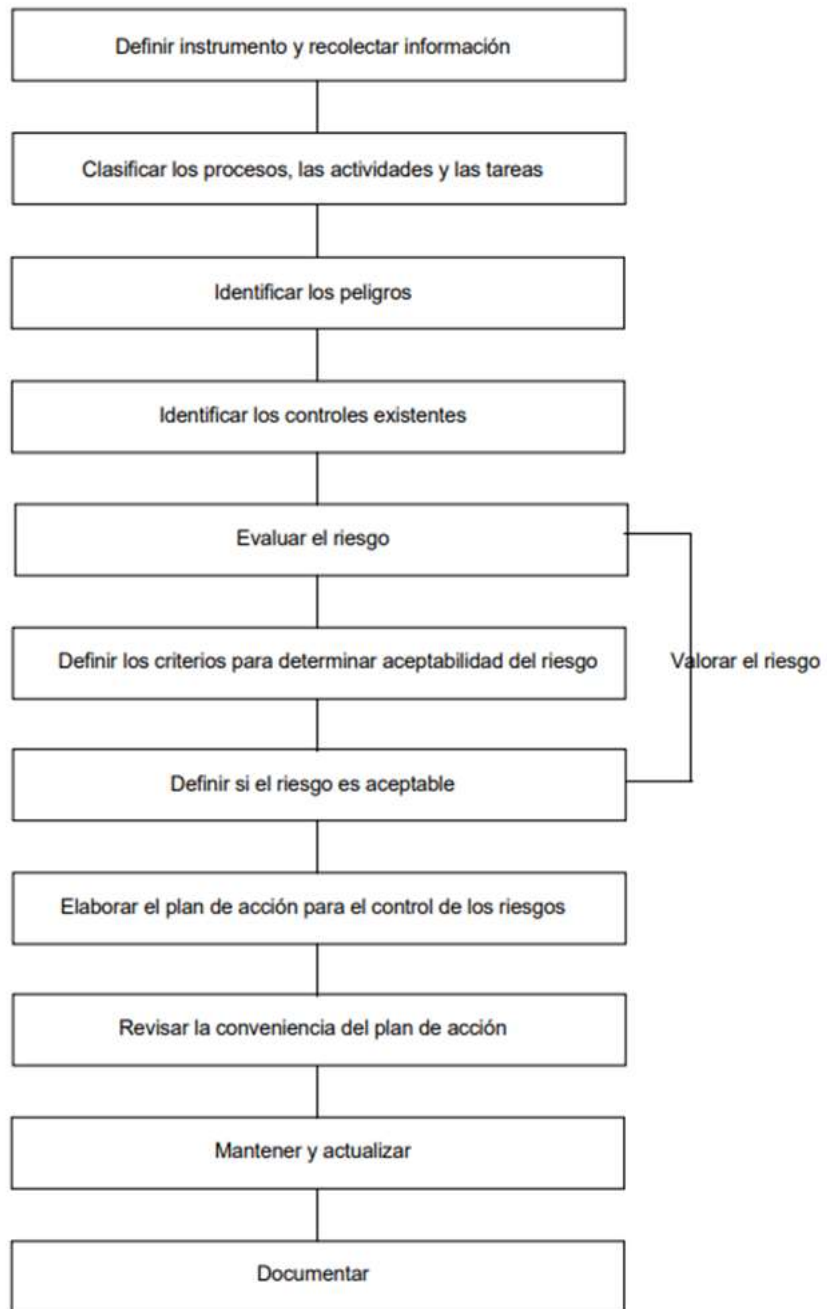 Definir instrumento y recolectar información
Clasificar los procesos, las actividades y las tareas
Identificar los peligros
Identificar los controles existentes
Evaluar el riesgo
Definir los criterios para determinar aceptabilidad del riesgo
Valorar el riesgo
Definir si el riesgo es aceptable
Elaborar el plan de acción para el control de los riesgos
Revisar la conveniencia del plan de acción
Mantener y actualizar
Documentar